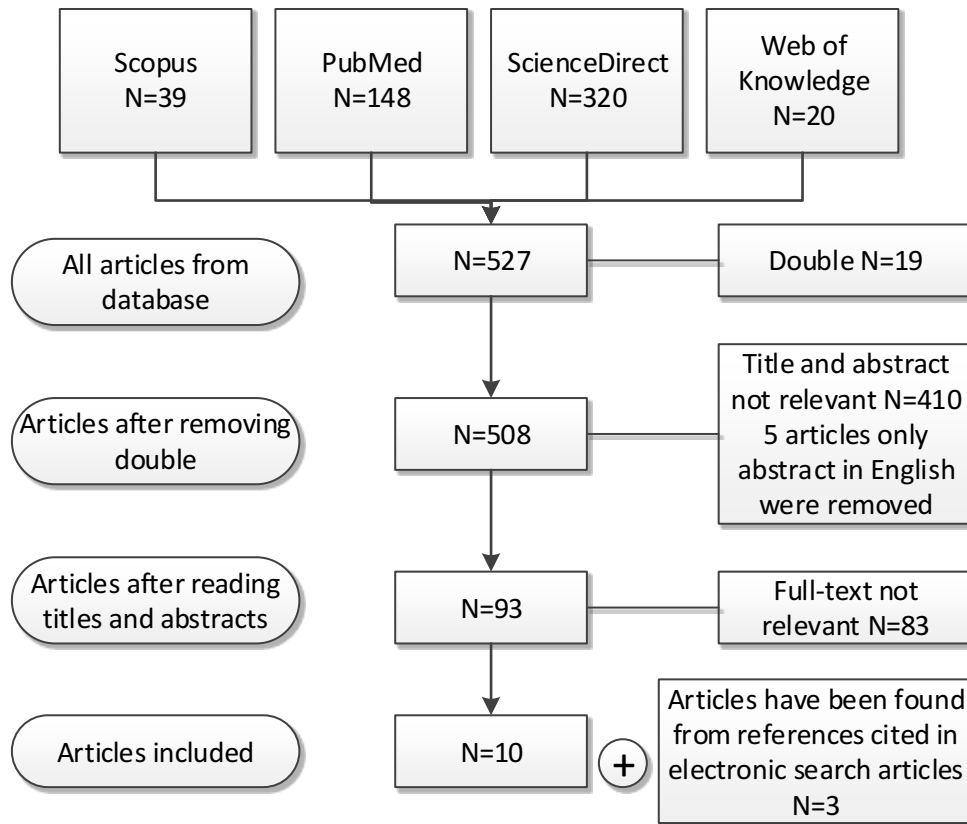 Scopus
N=39
PubMed
N=148
ScienceDirect
N=320
Web of
Knowledge
N=20
All articles from
database
N=527
Double N=19
Articles after removing
double
N=508
Title and abstract
not relevant N=410
5 articles only
abstract in English
were removed
Articles after reading
titles and abstracts
N=93
Full-text not
relevant N=83
Articles included
N=10
+
Articles have been found
from references cited in
electronic search articles
N=3